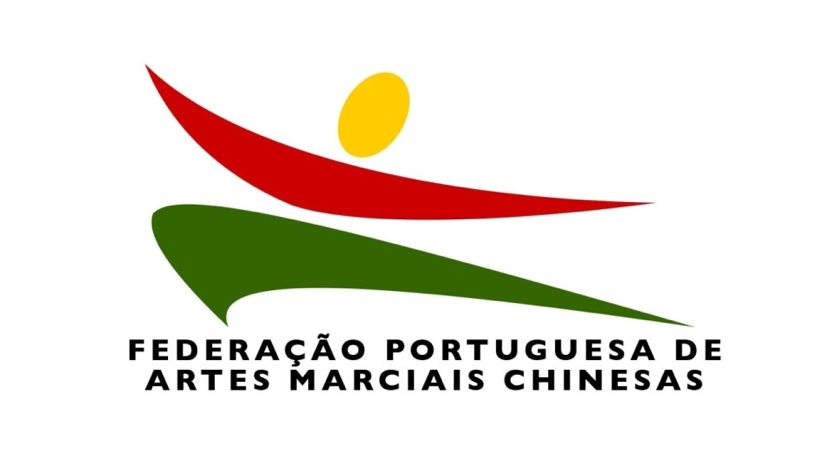 FEDERAÇÃO PORTUGUESA DE
ARTES MARCIAIS CHINESAS